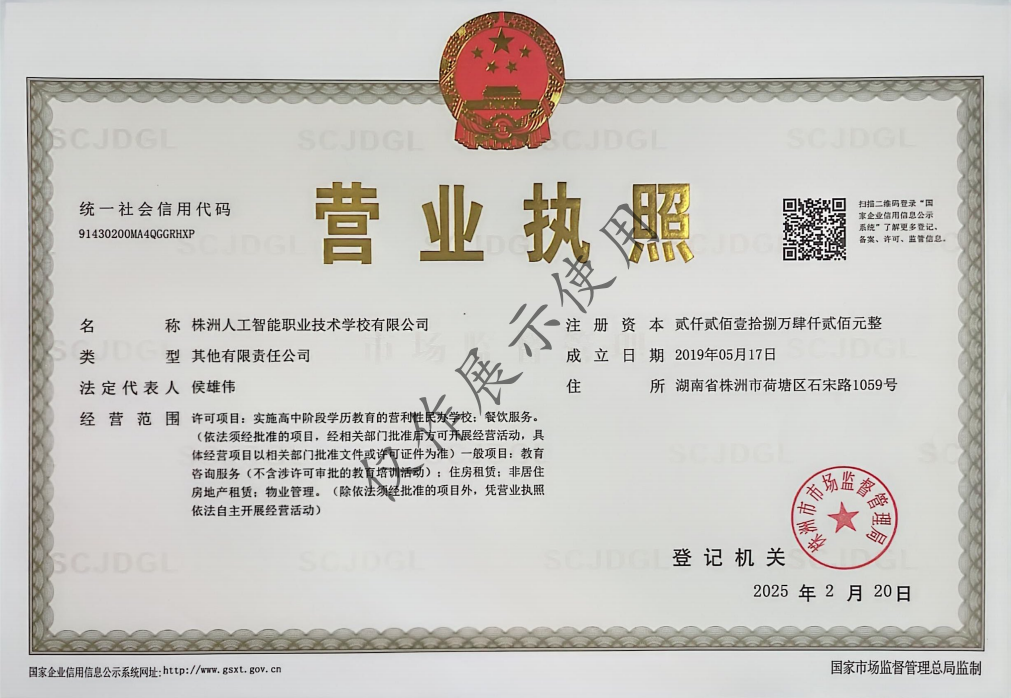 SCJDGL SCJDGL SCJDGL SCJDGL
营业执照
统一社会信用代码
91430200MA4QGGRHXP
扫描二维码登录“国
家企业信用信息公示
系统”了解更多登记、
备案、许可、监管信息。
名称 株洲人工智能职业技术学校有限公司
类型 其他有限责任公司
法定代表人 侯雄伟
经营范围 许可项目：实施高中阶段学历教育的营利性民办学校；餐饮服务。
（依法须经批准的项目，经相关部门批准后方可开展经营活动，具
体经营项目以相关部门批准文件或许可证件为准）一般项目：教育
咨询服务（不含涉许可审批的教育培训活动）；住房租赁；非居住
房地产租赁；物业管理。（除依法须经批准的项目外，凭营业执照
依法自主开展经营活动）
注册资本 贰仟贰佰壹拾捌万肆仟贰佰元整
成立日期 2019年05月17日
住所 湖南省株洲市荷塘区石宋路1059号
仅作展示使用
株洲市市场监督管理局
登记机关
2025年2月20日
SCJDGL SCJDGL SCJDGL SCJDGL
国家企业信用信息公示系统网址:http://www.gsxt.gov.cn
国家市场监督管理总局监制